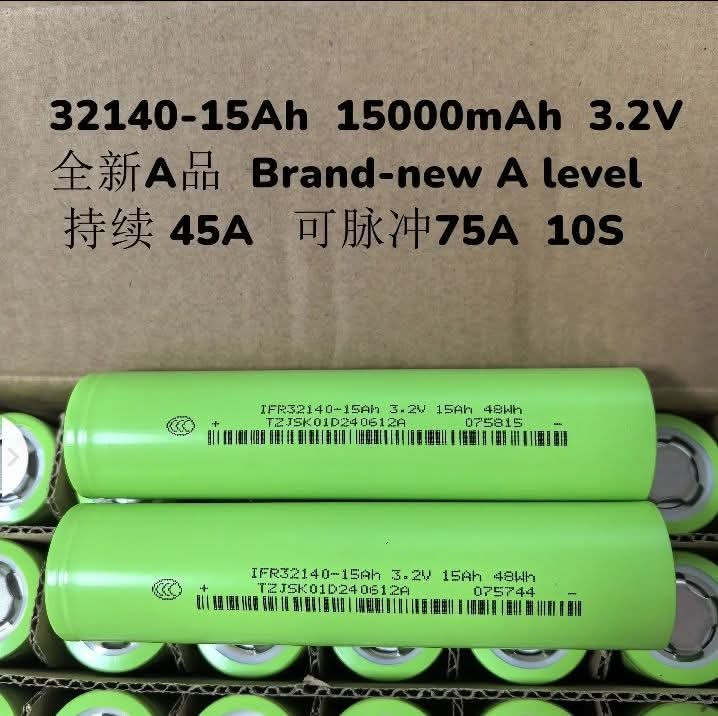 32140-15Ah 15000mAh 3.2V
全新A品 Brand-new A level
持续 45A 可脉冲75A 10S
IFR32140-15Ah 3.2V 15Ah 48Wh
+ TZJSK01D240612A 075815 -
IFR32140-15Ah 3.2V 15Ah 48Wh
+ TZJSK01D240612A 075744 -